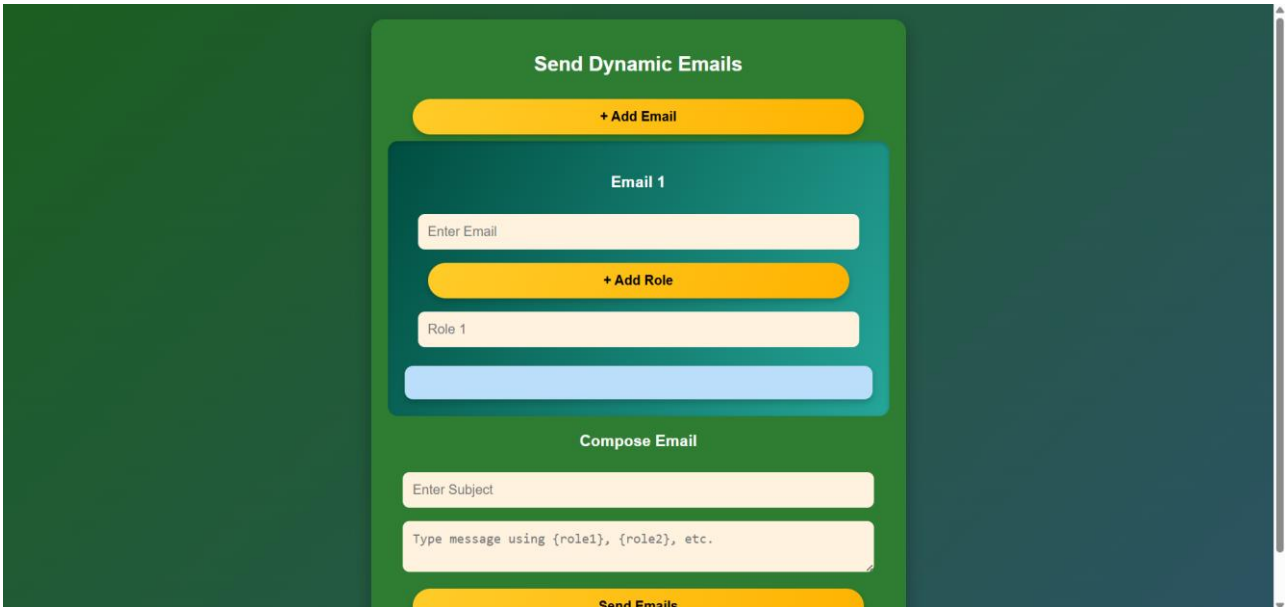 Send Dynamic Emails
+ Add Email
Email 1
Enter Email
+ Add Role
Role 1
Compose Email
Enter Subject
Type message using {role1}, {role2}, etc.
Send Emails